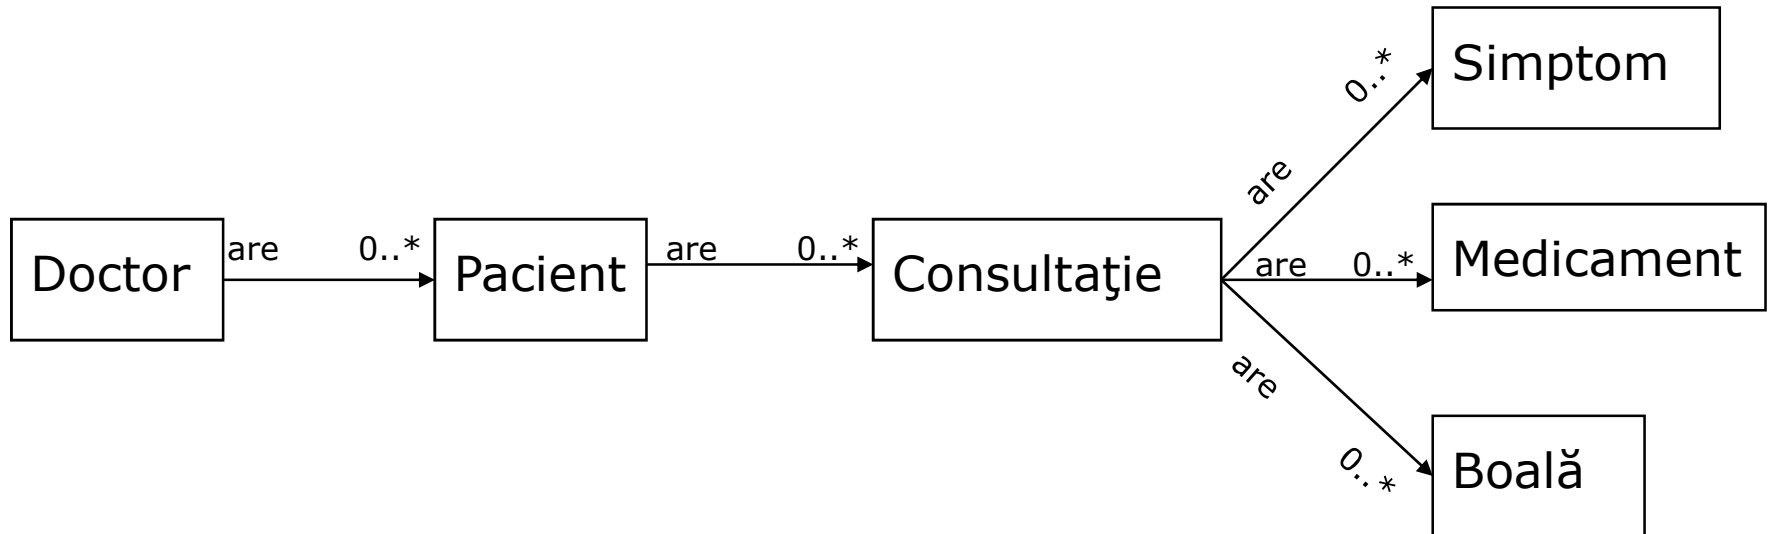 Doctor
are 0..*
Pacient
are 0..*
Consultaţie
are 0..*
Simptom
are 0..*
Medicament
are 0..*
Boală